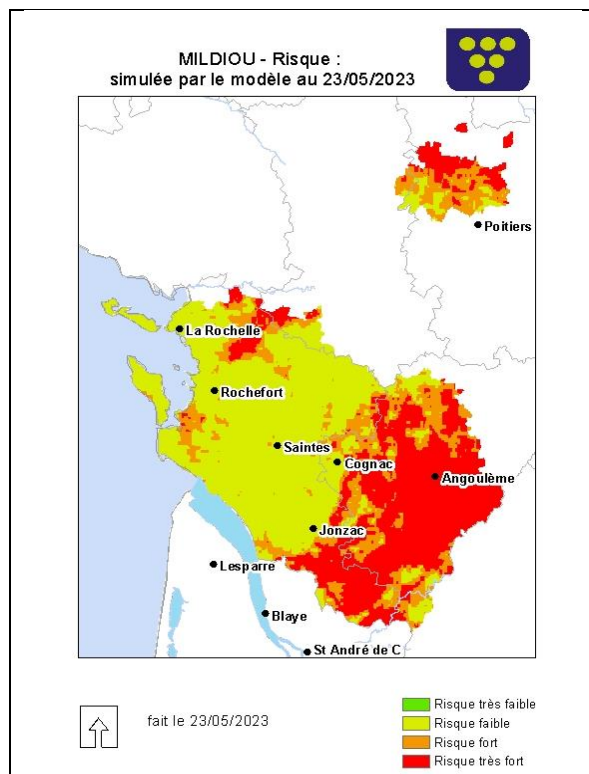 MILDIOU - Risque :
simulée par le modèle au 23/05/2023
Poitiers
La Rochelle
Rochefort
Saintes
Cognac
Angoulème
Jonzac
Lesparre
Blaye
St André de C
fait le 23/05/2023
Risque très faible
Risque faible
Risque fort
Risque très fort